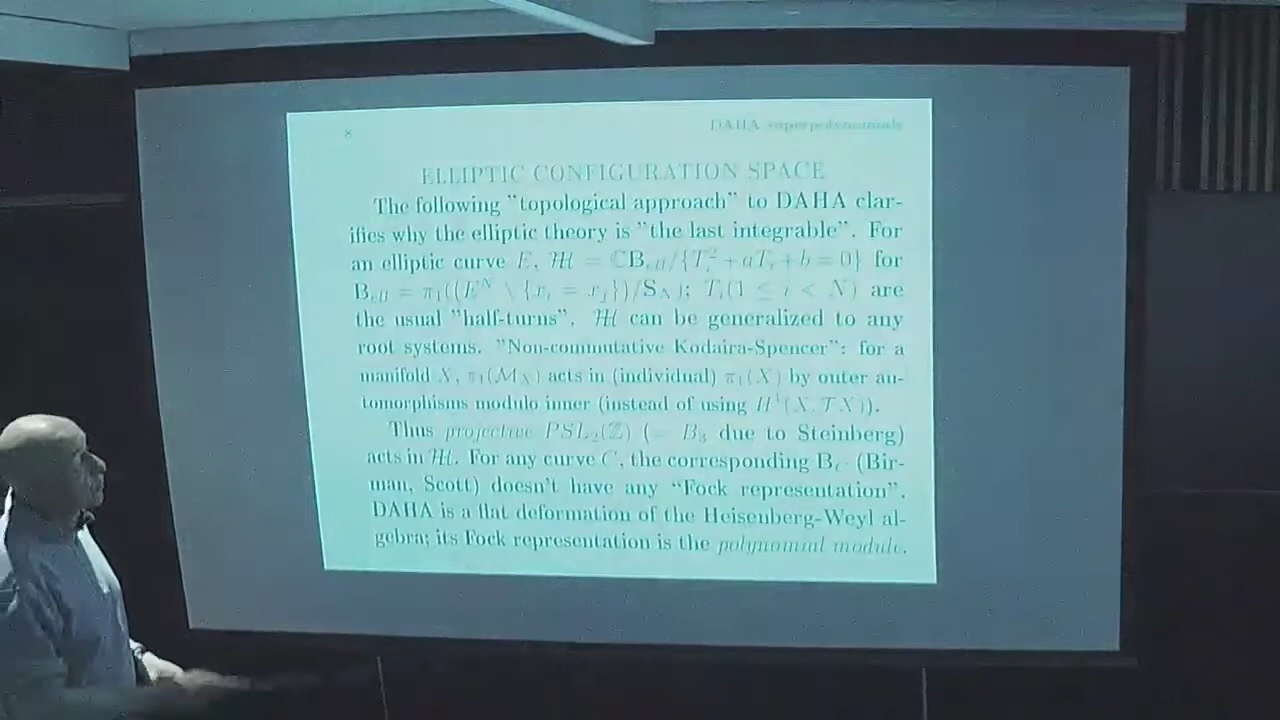 8 DAHA superpolynomials
ELLIPTIC CONFIGURATION SPACE
The following "topological approach" to DAHA clar-
ifies why the elliptic theory is "the last integrable". For
an elliptic curve E, ℋℋ = ℂB_ell/{T_i^2 + aT_i + b = 0} for
B_ell = π_1((E^N \ {x_i = x_j})/S_N); T_i(1 ≤ i < N) are
the usual "half-turns". ℋℋ can be generalized to any
root systems. "Non-commutative Kodaira-Spencer": for a
manifold X, π_1(ℳ_X) acts in (individual) π_1(X) by outer au-
tomorphisms modulo inner (instead of using H^1(X, TX)).
Thus projective PSL_2(ℤ) (= B_3 due to Steinberg)
acts in ℋℋ. For any curve C, the corresponding B_C (Bir-
man, Scott) doesn't have any "Fock representation".
DAHA is a flat deformation of the Heisenberg-Weyl al-
gebra; its Fock representation is the polynomial module.